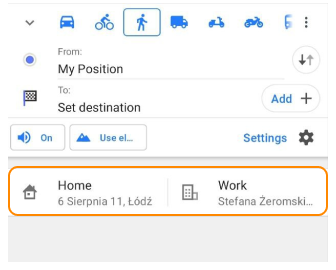 From:
My Position
To:
Set destination
Add +
On
Use el...
Settings
Home
6 Sierpnia 11, Łódź
Work
Stefana Żeromski...